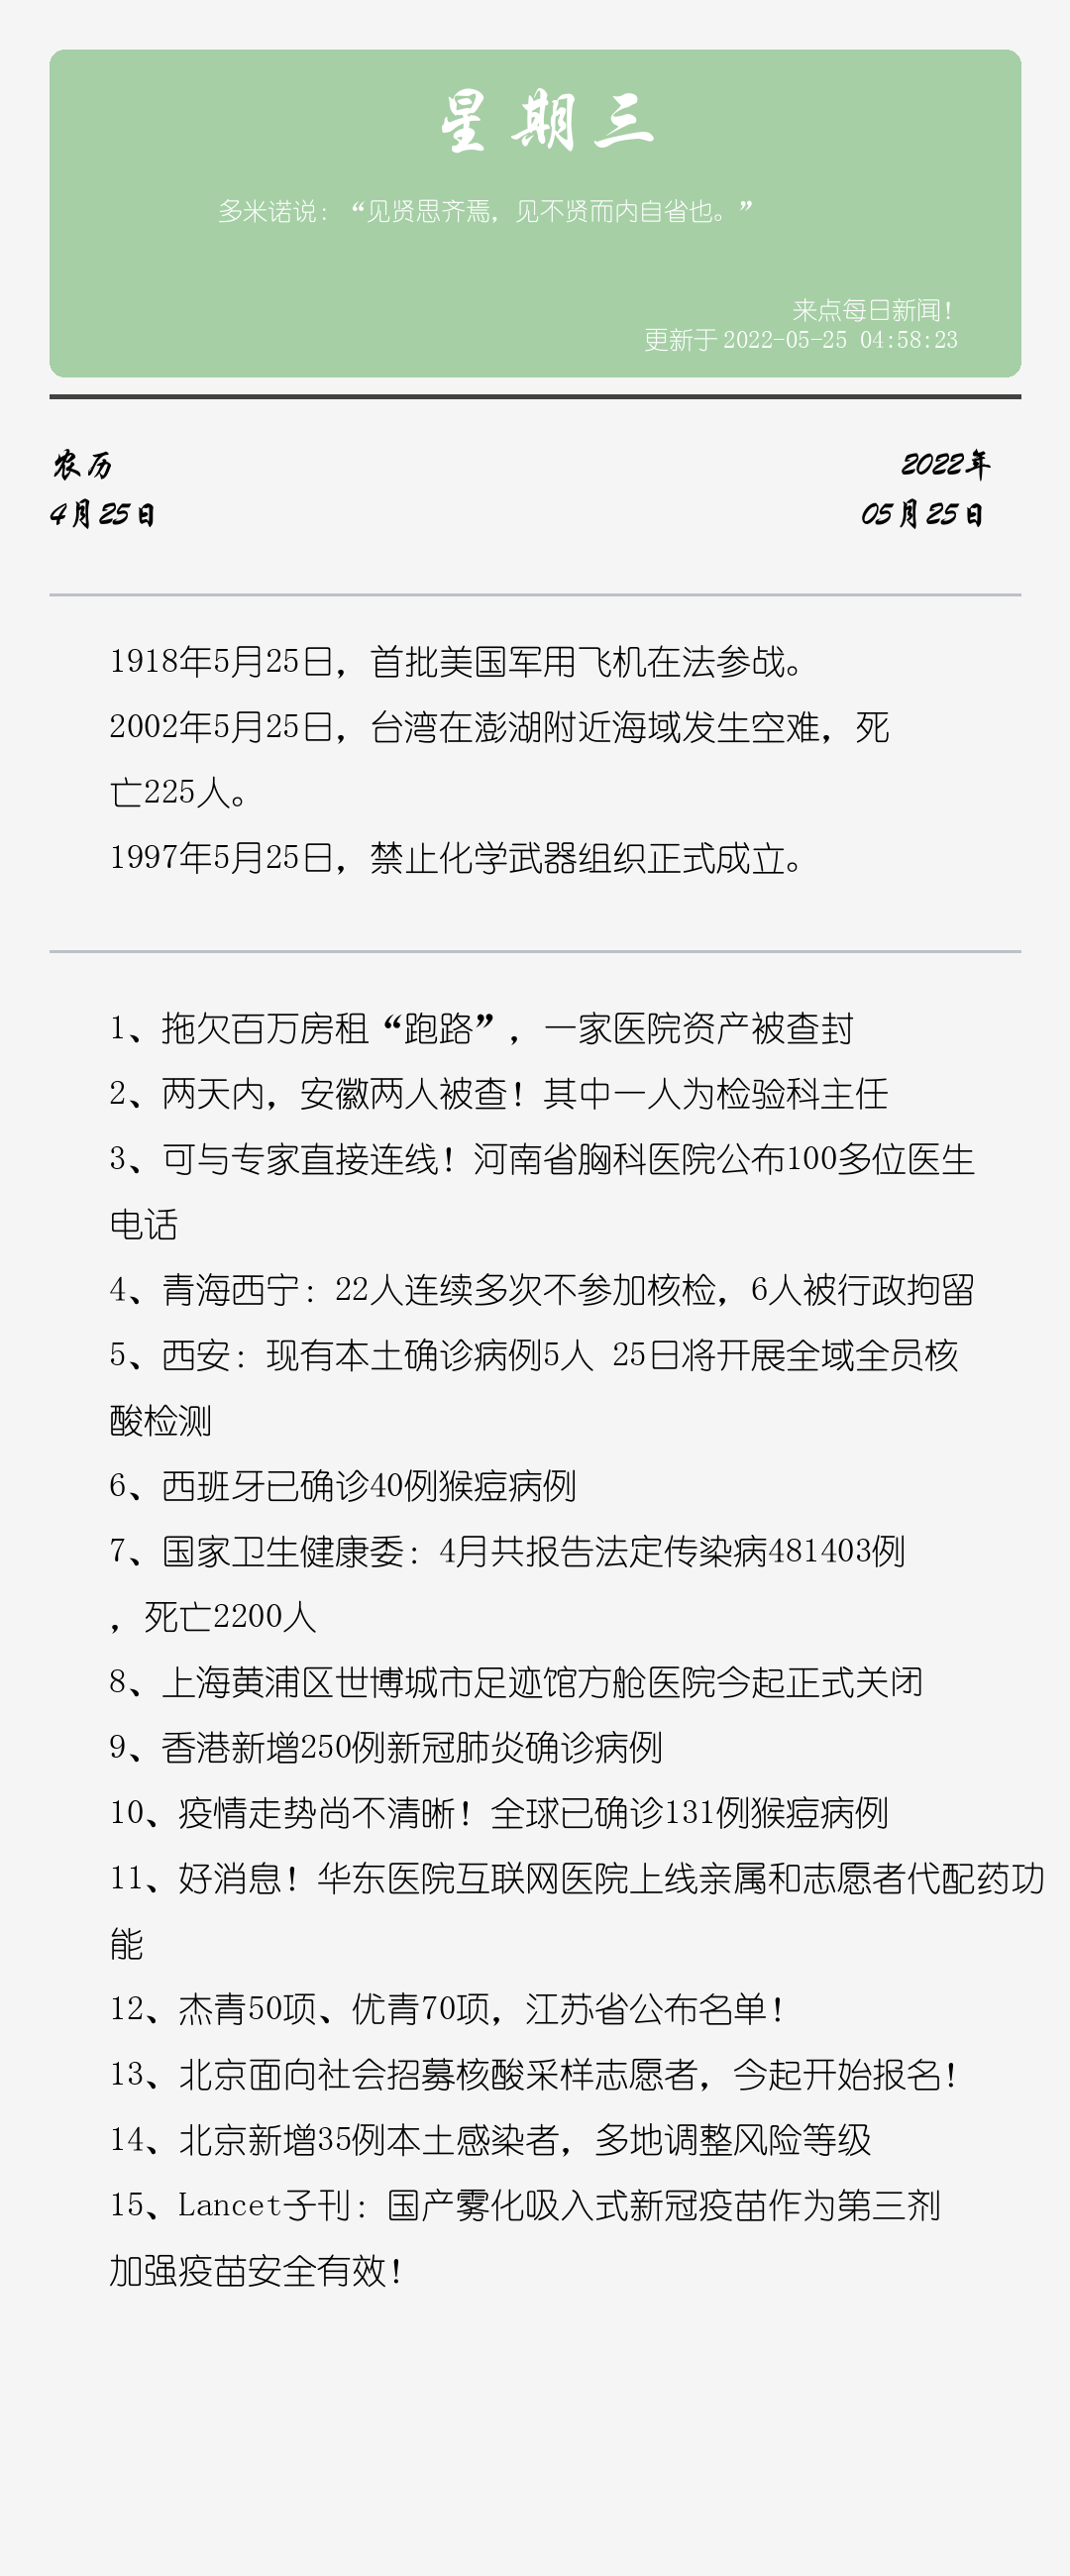 星期三
多米诺说：“见贤思齐焉，见不贤而内自省也。”
来点每日新闻！
更新于 2022-05-25 04:58:23
农历
2022年
4月25日
05月25日
1918年5月25日，首批美国军用飞机在法参战。
2002年5月25日，台湾在澎湖附近海域发生空难，死
亡225人。
1997年5月25日，禁止化学武器组织正式成立。
1、拖欠百万房租“跑路”，一家医院资产被查封
2、两天内，安徽两人被查！其中一人为检验科主任
3、可与专家直接连线！河南省胸科医院公布100多位医生
电话
4、青海西宁：22人连续多次不参加核检，6人被行政拘留
5、西安：现有本土确诊病例5人 25日将开展全域全员核
酸检测
6、西班牙已确诊40例猴痘病例
7、国家卫生健康委：4月共报告法定传染病481403例
，死亡2200人
8、上海黄浦区世博城市足迹馆方舱医院今起正式关闭
9、香港新增250例新冠肺炎确诊病例
10、疫情走势尚不清晰！全球已确诊131例猴痘病例
11、好消息！华东医院互联网医院上线亲属和志愿者代配药功
能
12、杰青50项、优青70项，江苏省公布名单！
13、北京面向社会招募核酸采样志愿者，今起开始报名！
14、北京新增35例本土感染者，多地调整风险等级
15、Lancet子刊：国产雾化吸入式新冠疫苗作为第三剂
加强疫苗安全有效！